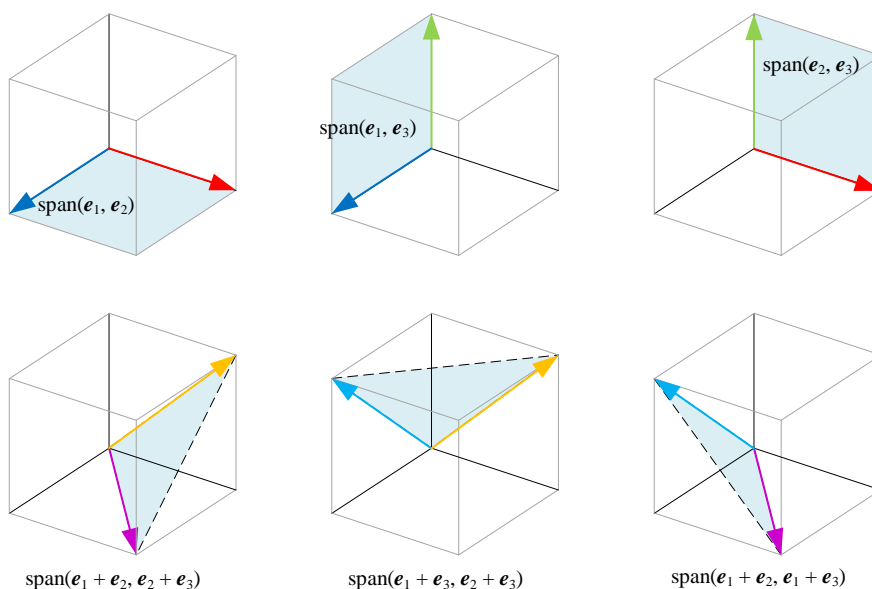 span(e₂, e₃)
span(e₁, e₃)
span(e₁, e₂)
span(e₁ + e₂, e₂ + e₃)
span(e₁ + e₃, e₂ + e₃)
span(e₁ + e₂, e₁ + e₃)